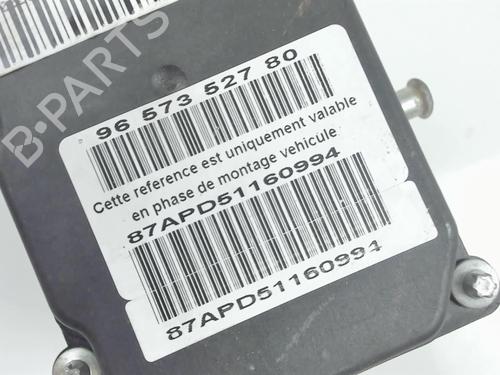 96 573 527 80
Cette reference est uniquement valable
en phase de montage vehicule
87APD51160994
87APD51160994
B-PARTS